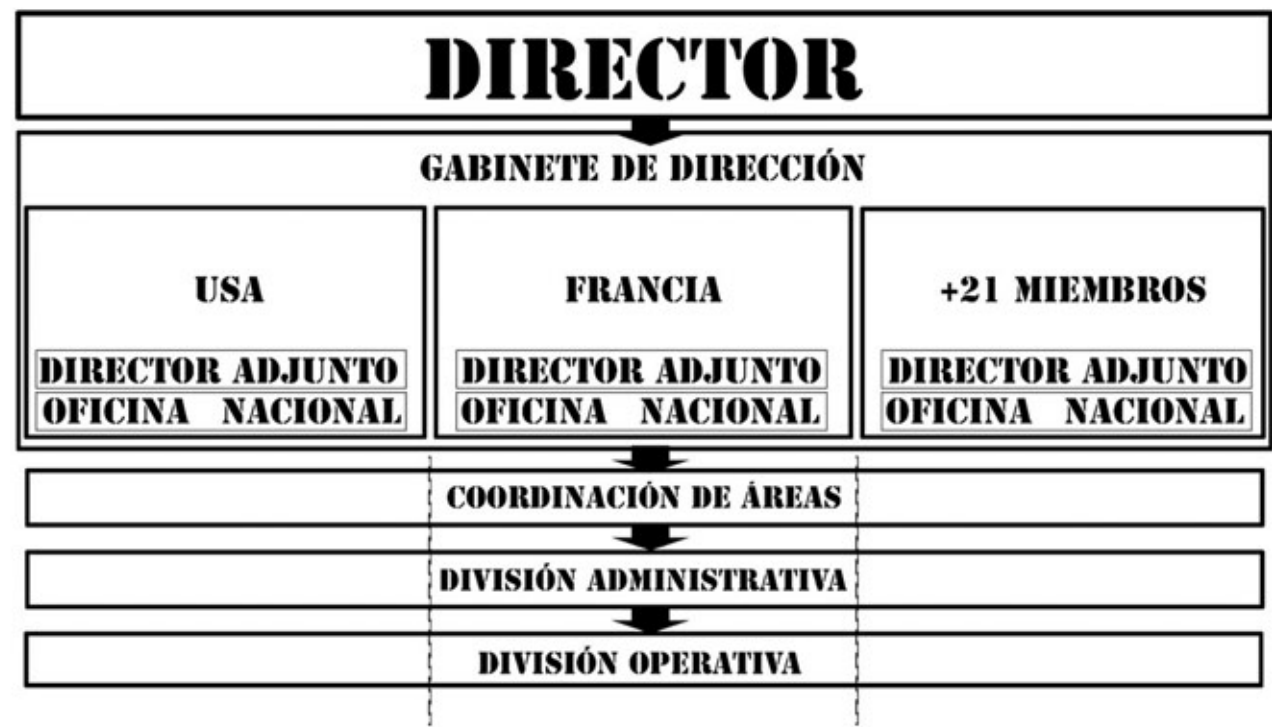 DIRECTOR
GABINETE DE DIRECCIÓN
USA
FRANCIA
+21 MIEMBROS
DIRECTOR ADJUNTO
OFICINA NACIONAL
DIRECTOR ADJUNTO
OFICINA NACIONAL
DIRECTOR ADJUNTO
OFICINA NACIONAL
COORDINACIÓN DE ÁREAS
DIVISIÓN ADMINISTRATIVA
DIVISIÓN OPERATIVA